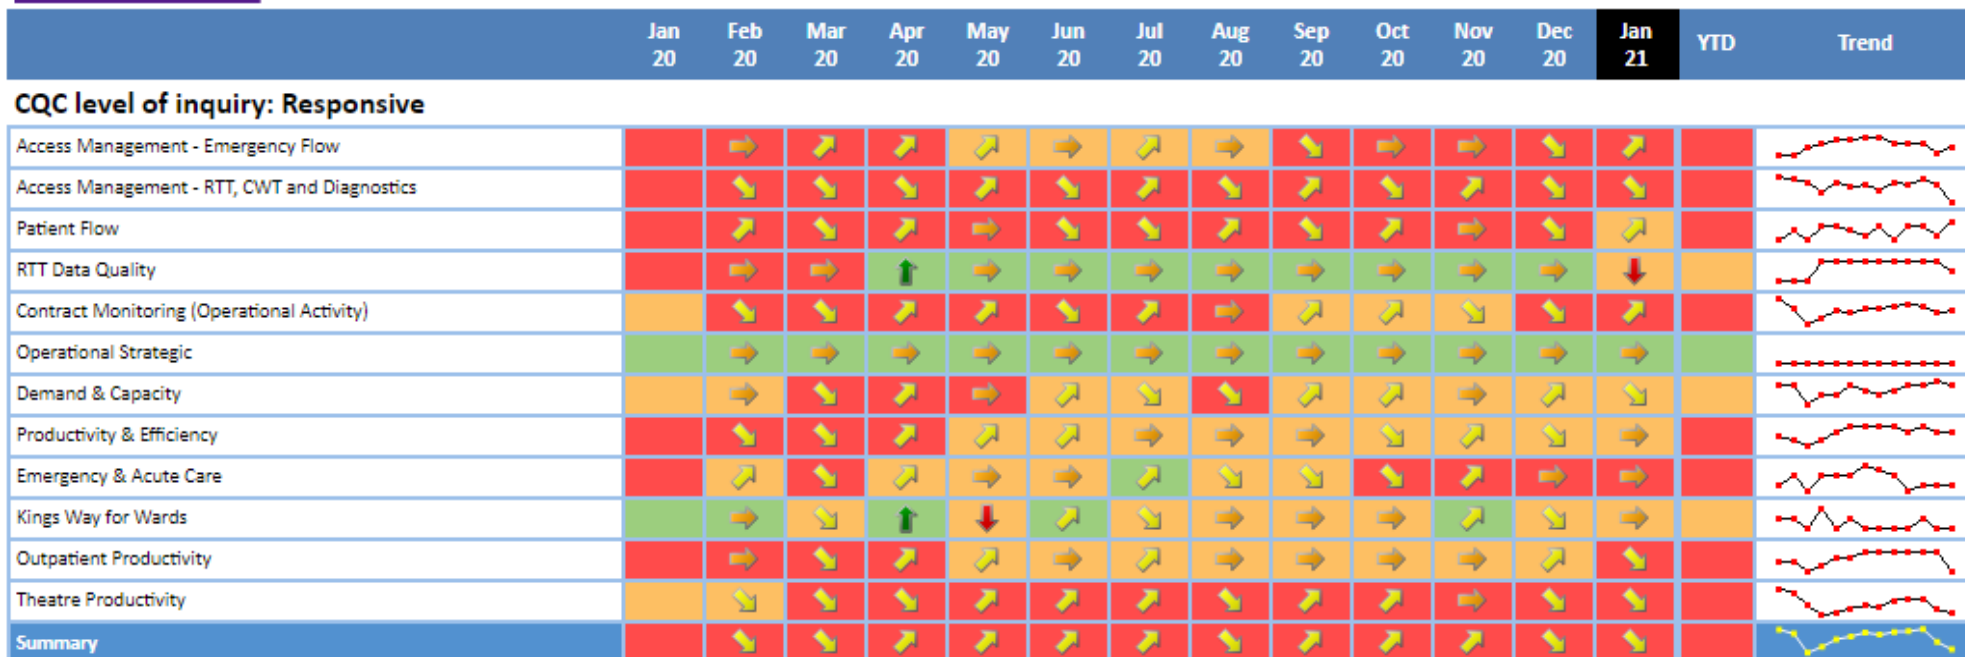 Jan Feb Mar Apr May Jun Jul Aug Sep Oct Nov Dec Jan YTD Trend
20 20 20 20 20 20 20 20 20 20 20 20 21
CQC level of inquiry: Responsive
Access Management - Emergency Flow
Access Management - RTT, CWT and Diagnostics
Patient Flow
RTT Data Quality
Contract Monitoring (Operational Activity)
Operational Strategic
Demand & Capacity
Productivity & Efficiency
Emergency & Acute Care
Kings Way for Wards
Outpatient Productivity
Theatre Productivity
Summary